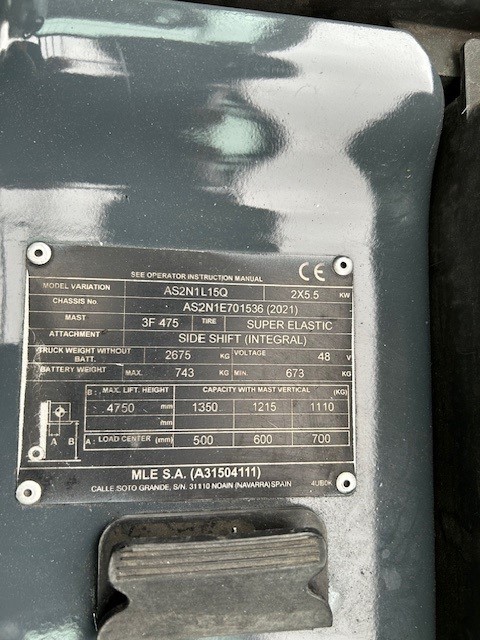 SEE OPERATOR INSTRUCTION MANUAL CE
MODEL VARIATION AS2N1L15Q 2X5.5 KW
CHASSIS No. AS2N1E701536 (2021)
MAST 3F 475 TIRE SUPER ELASTIC
ATTACHMENT SIDE SHIFT (INTEGRAL)
TRUCK WEIGHT WITHOUT BATT. 2675 KG VOLTAGE 48 V
BATTERY WEIGHT MAX. 743 KG MIN. 673 KG
B: MAX. LIFT. HEIGHT CAPACITY WITH MAST VERTICAL (KG)
4750 mm 1350 1215 1110
mm
A B A: LOAD CENTER (mm) 500 600 700
MLE S.A. (A31504111)
CALLE SOTO GRANDE, S/N. 31110 NOAIN (NAVARRA)SPAIN